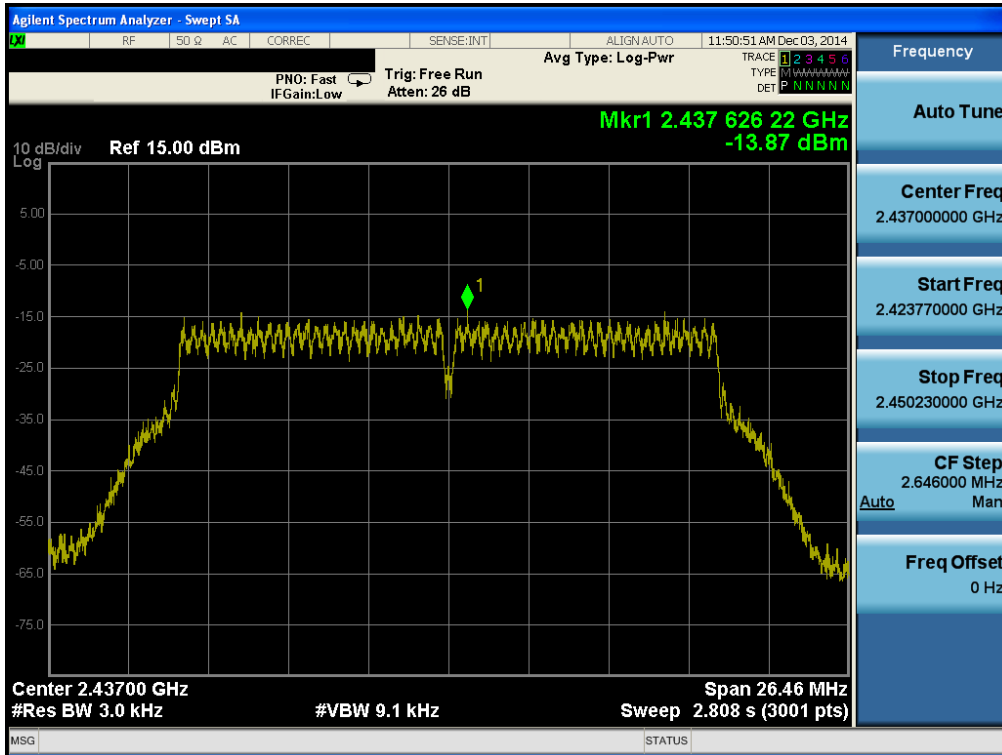 Agilent Spectrum Analyzer - Swept SA
LXI RF 50 Ω AC CORREC SENSE:INT ALIGN AUTO 11:50:51 AM Dec 03, 2014
Frequency
PNO: Fast
IFGain:Low
Trig: Free Run
Atten: 26 dB
Avg Type: Log-Pwr
TRACE 1 2 3 4 5 6
TYPE M WWWWW
DET P N N N N N
Auto Tune
Mkr1 2.437 626 22 GHz
-13.87 dBm
10 dB/div Ref 15.00 dBm
Log
5.00
-5.00
-15.0
-25.0
-35.0
-45.0
-55.0
-65.0
-75.0
1
Center Freq
2.437000000 GHz
Start Freq
2.423770000 GHz
Stop Freq
2.450230000 GHz
CF Step
2.646000 MHz
Auto Man
Freq Offset
0 Hz
Center 2.43700 GHz Span 26.46 MHz
#Res BW 3.0 kHz #VBW 9.1 kHz Sweep 2.808 s (3001 pts)
MSG STATUS